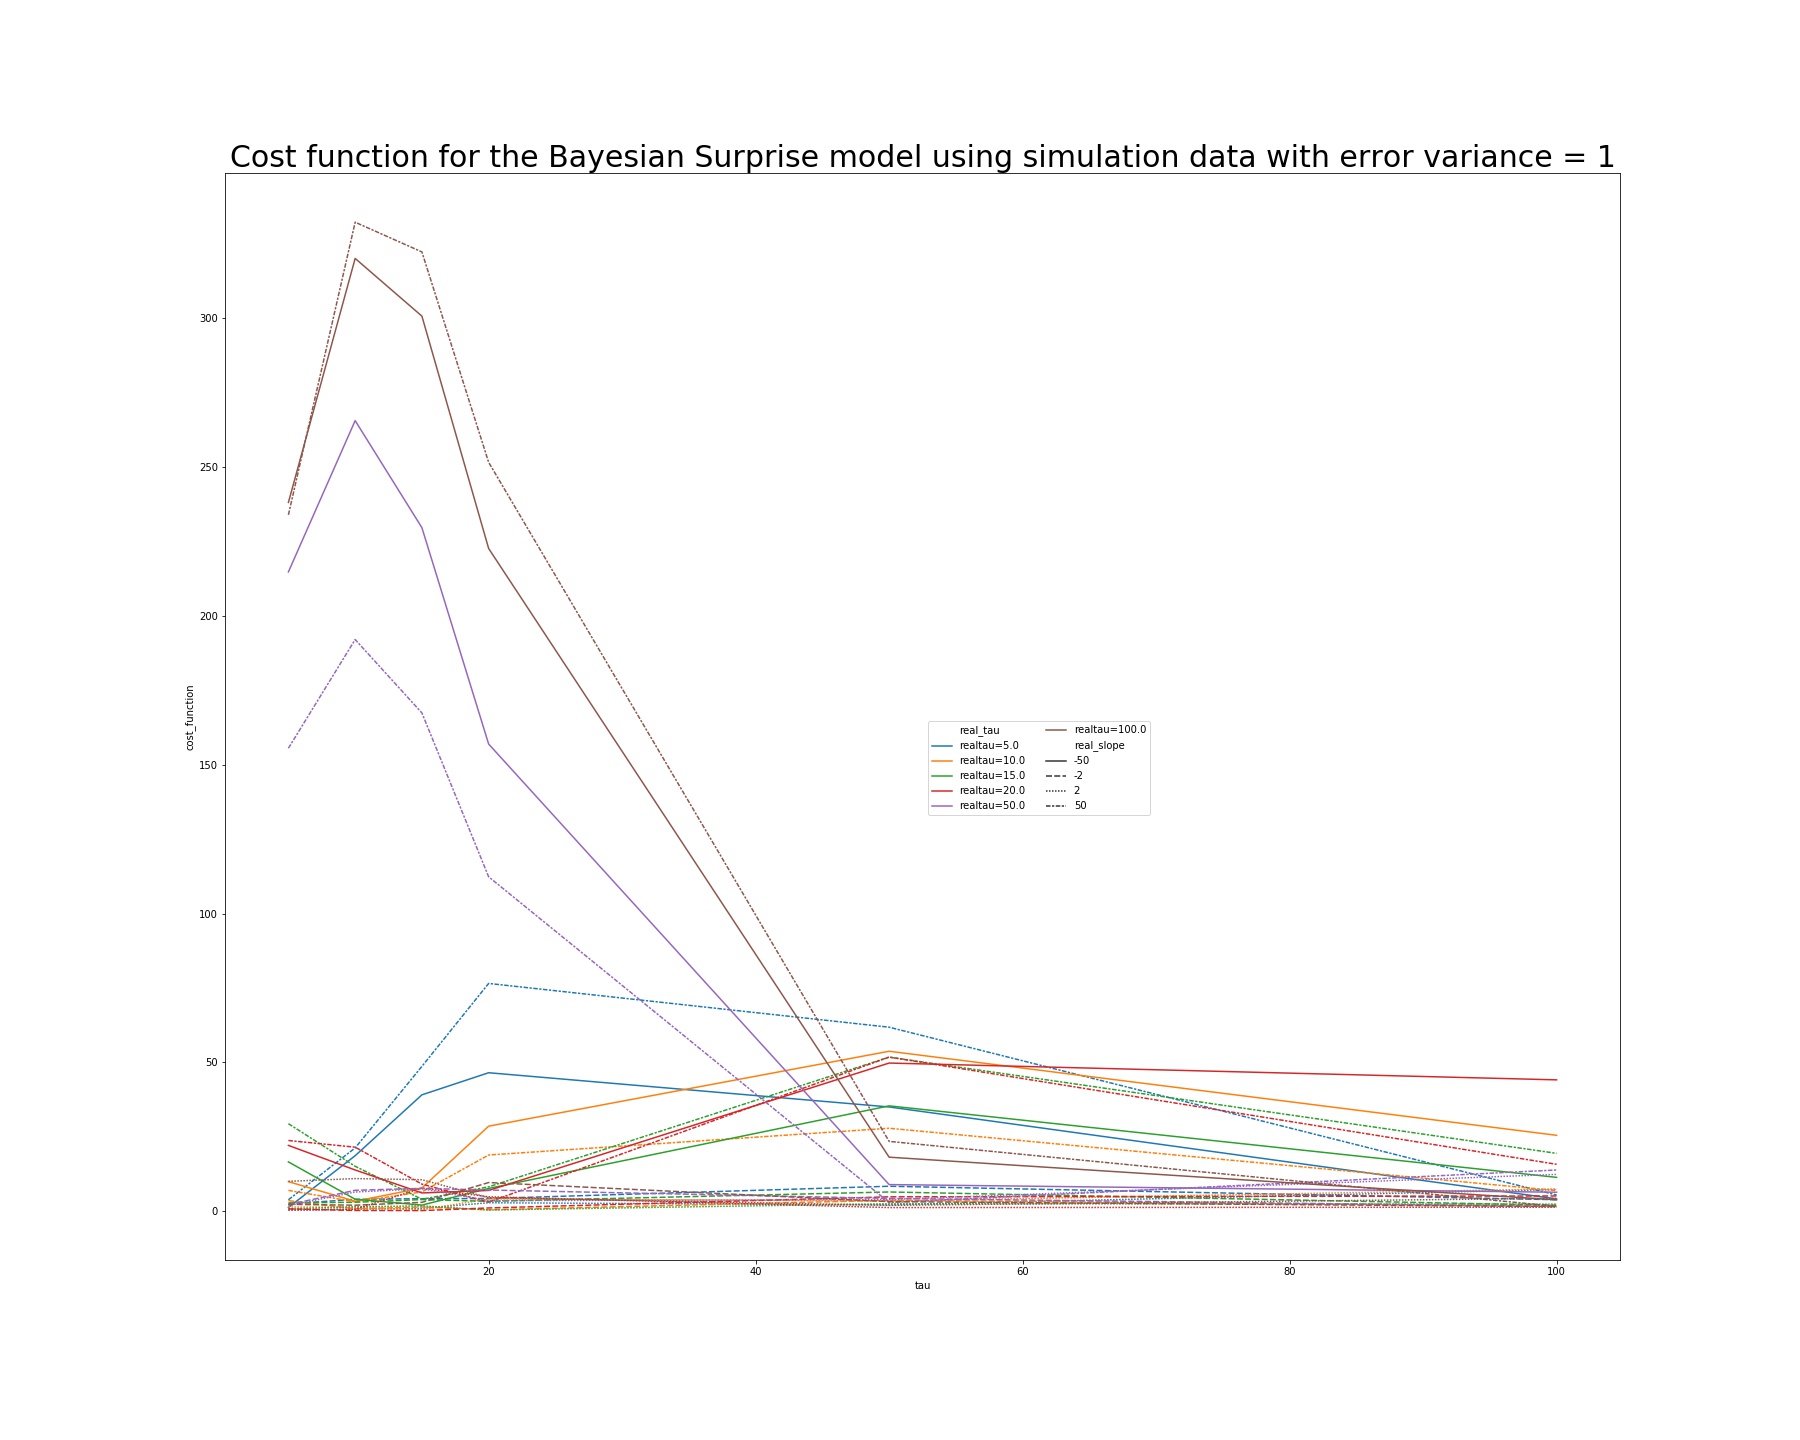 Cost function for the Bayesian Surprise model using simulation data with error variance = 1
300
250
200
150
100
50
0
cost_function
real_tau
realtau=5.0
realtau=10.0
realtau=15.0
realtau=20.0
realtau=50.0
realtau=100.0
real_slope
-50
-2
2
50
20
40
60
80
100
tau